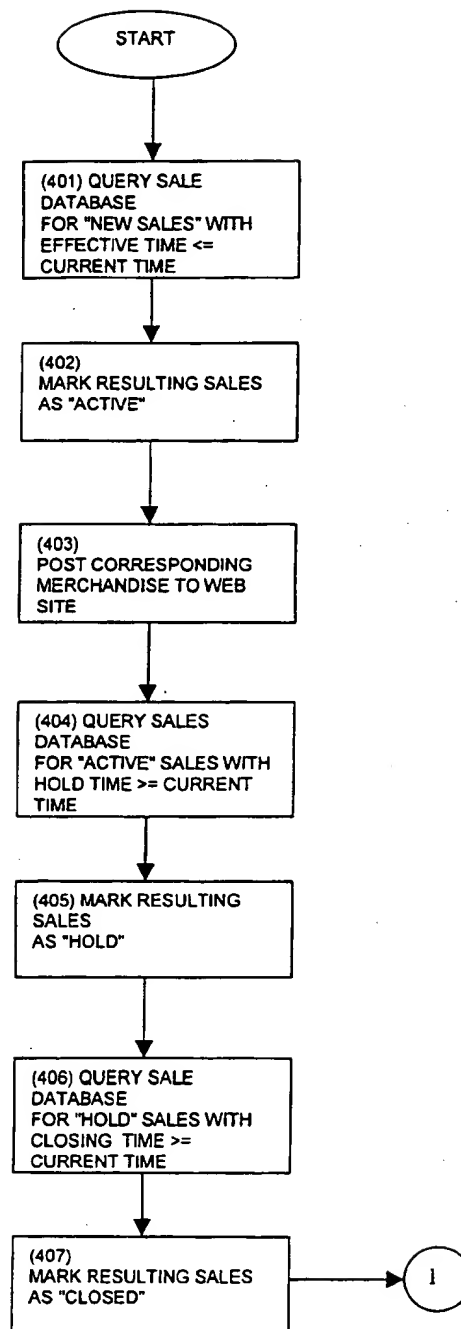 START
(401) QUERY SALE
DATABASE
FOR "NEW SALES" WITH
EFFECTIVE TIME <=
CURRENT TIME
(402)
MARK RESULTING SALES
AS "ACTIVE"
(403)
POST CORRESPONDING
MERCHANDISE TO WEB
SITE
(404) QUERY SALES
DATABASE
FOR "ACTIVE" SALES WITH
HOLD TIME >= CURRENT
TIME
(405) MARK RESULTING
SALES
AS "HOLD"
(406) QUERY SALE
DATABASE
FOR "HOLD" SALES WITH
CLOSING TIME >=
CURRENT TIME
(407)
MARK RESULTING SALES
AS "CLOSED"
1